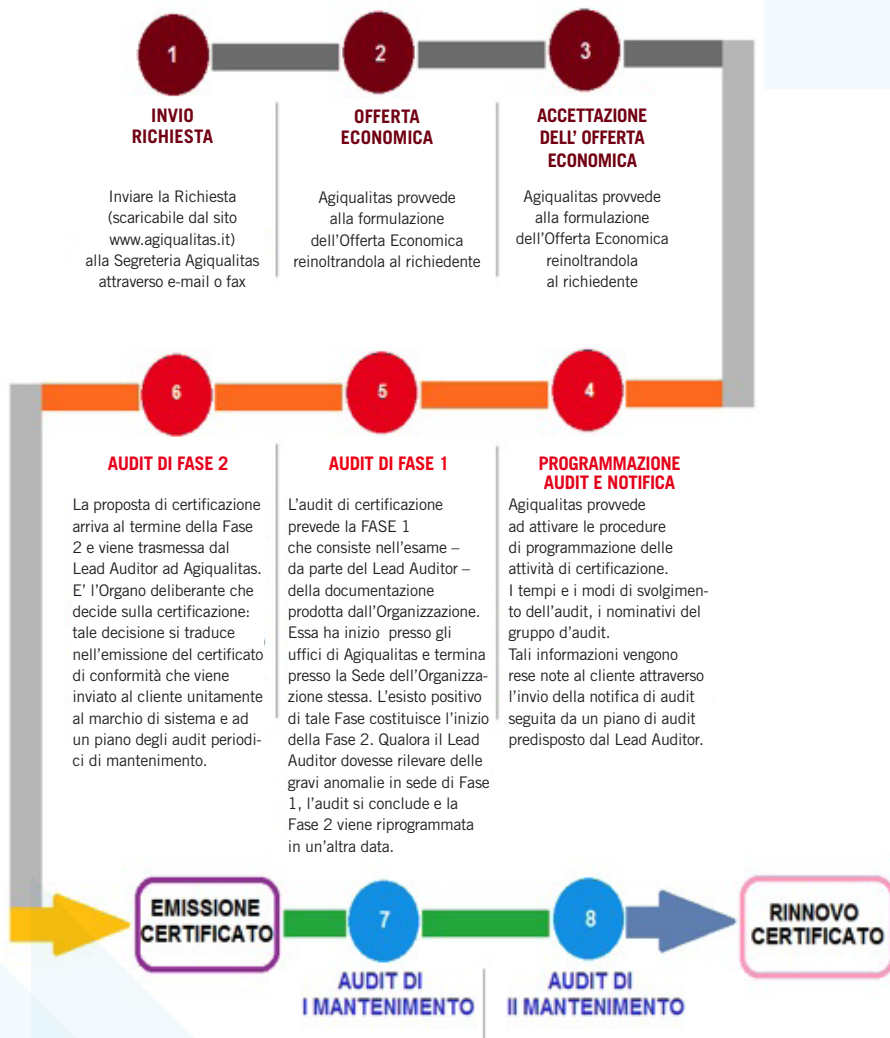 1
2
3
INVIO
RICHIESTA
Inviare la Richiesta
(scaricabile dal sito
www.agiqualitas.it)
alla Segreteria Agiqualitas
attraverso e-mail o fax
OFFERTA
ECONOMICA
Agiqualitas provvede
alla formulazione
dell'Offerta Economica
reinoltrandola al richiedente
ACCETTAZIONE
DELL' OFFERTA
ECONOMICA
Agiqualitas provvede
alla formulazione
dell'Offerta Economica
reinoltrandola
al richiedente
6
5
4
AUDIT DI FASE 2
La proposta di certificazione
arriva al termine della Fase
2 e viene trasmessa dal
Lead Auditor ad Agiqualitas.
E' l'Organo deliberante che
decide sulla certificazione:
tale decisione si traduce
nell'emissione del certificato
di conformità che viene
inviato al cliente unitamente
al marchio di sistema e ad
un piano degli audit periodi-
ci di mantenimento.
AUDIT DI FASE 1
L'audit di certificazione
prevede la FASE 1
che consiste nell'esame –
da parte del Lead Auditor –
della documentazione
prodotta dall'Organizzazione.
Essa ha inizio presso gli
uffici di Agiqualitas e termina
presso la Sede dell'Organizza-
zione stessa. L'esisto positivo
di tale Fase costituisce l'inizio
della Fase 2. Qualora il Lead
Auditor dovesse rilevare delle
gravi anomalie in sede di Fase
1, l'audit si conclude e la
Fase 2 viene riprogrammata
in un'altra data.
PROGRAMMAZIONE
AUDIT E NOTIFICA
Agiqualitas provvede
ad attivare le procedure
di programmazione delle
attività di certificazione.
I tempi e i modi di svolgimen-
to dell'audit, i nominativi del
gruppo d'audit.
Tali informazioni vengono
rese note al cliente attraverso
l'invio della notifica di audit
seguita da un piano di audit
predisposto dal Lead Auditor.
EMISSIONE
CERTIFICATO
7
AUDIT DI
I MANTENIMENTO
8
AUDIT DI
II MANTENIMENTO
RINNOVO
CERTIFICATO